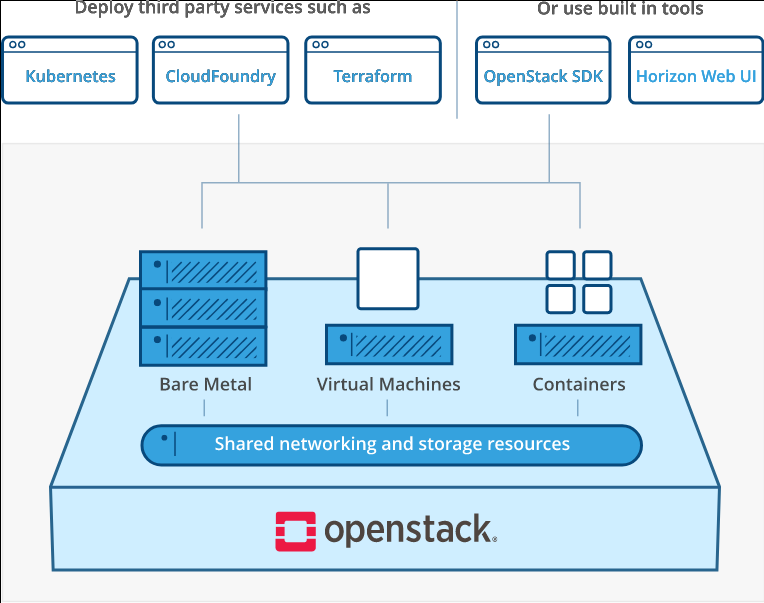 Deploy third party services such as
Or use built in tools
Kubernetes
CloudFoundry
Terraform
OpenStack SDK
Horizon Web UI
Bare Metal
Virtual Machines
Containers
Shared networking and storage resources
openstack®